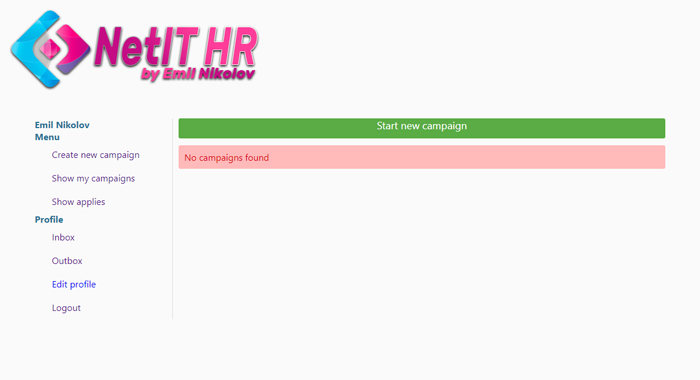 NetIT HR
by Emil Nikolov
Emil Nikolov
Menu
Create new campaign
Show my campaigns
Show applies
Profile
Inbox
Outbox
Edit profile
Logout
Start new campaign
No campaigns found